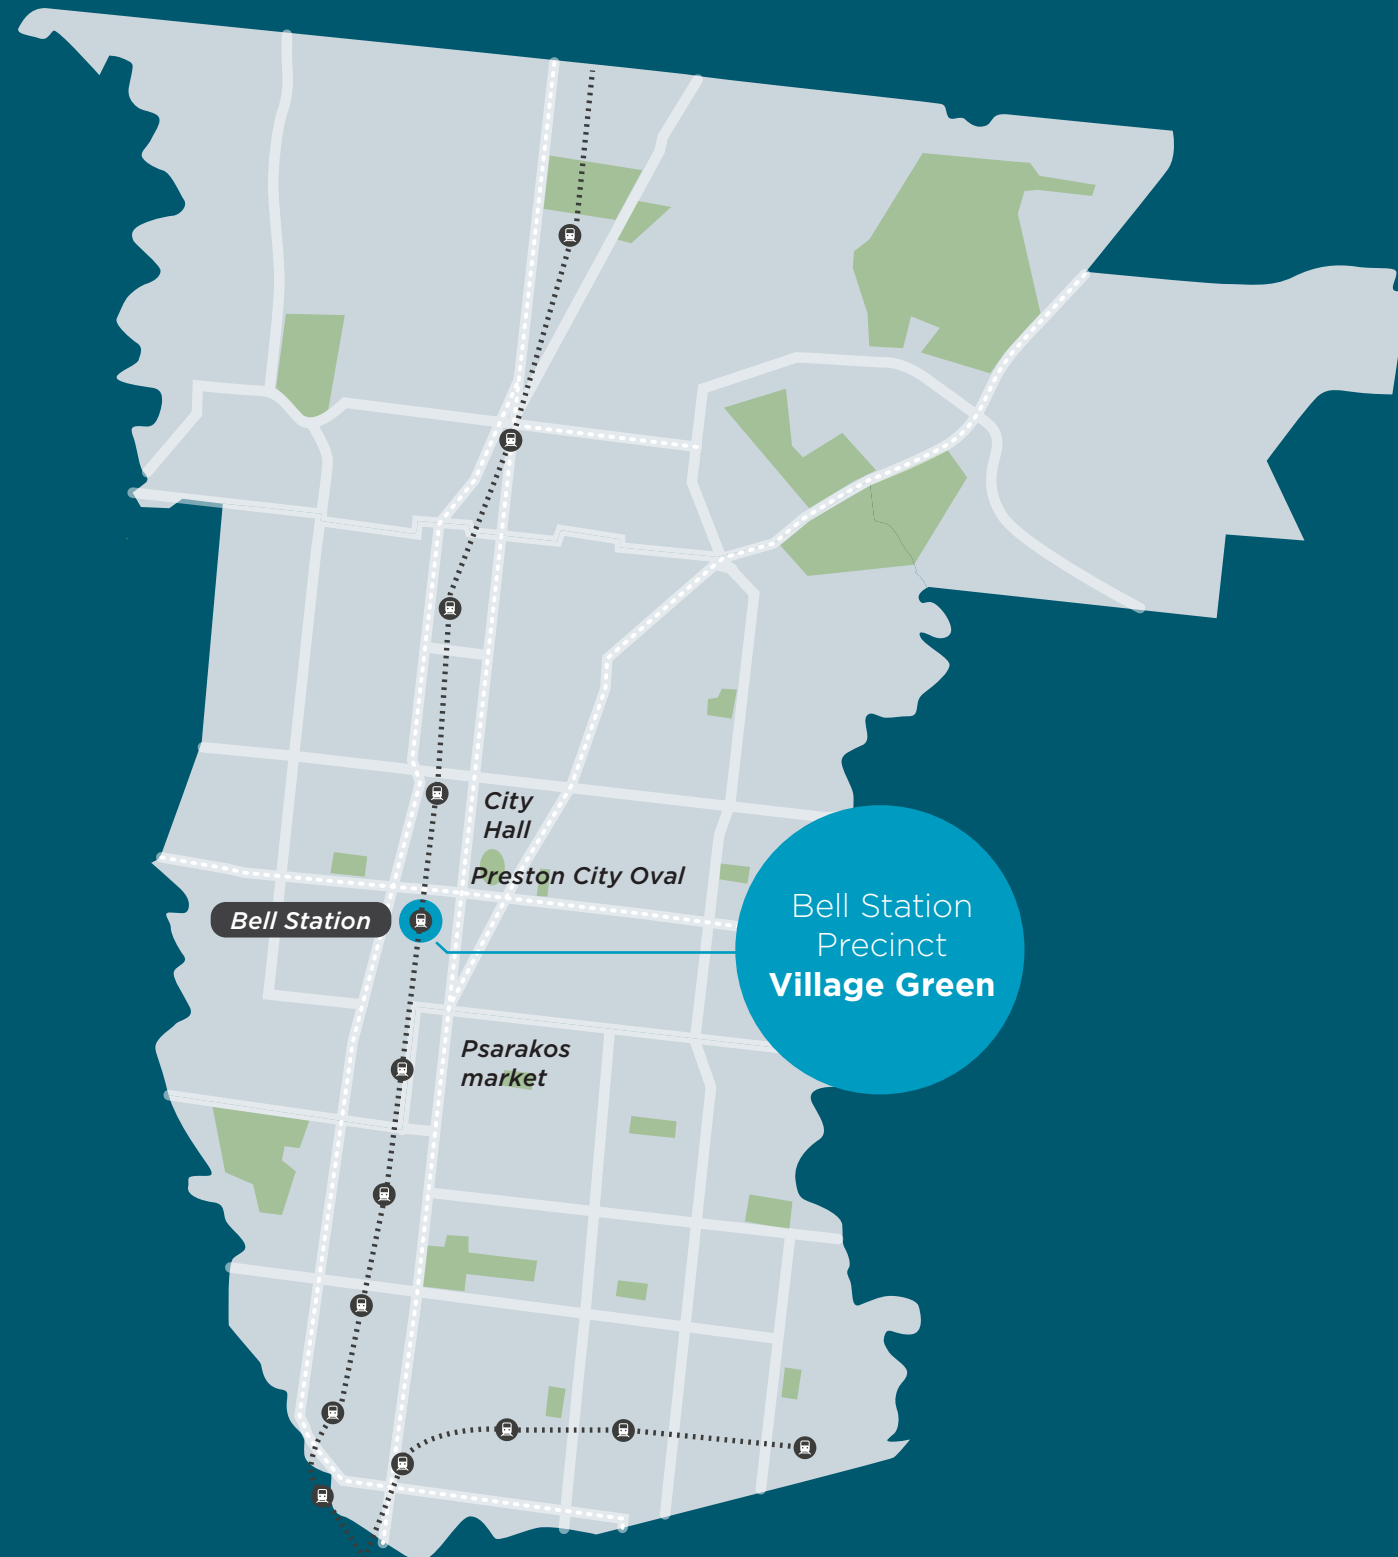 City
Hall
Preston City Oval
Bell Station
Bell Station
Precinct
Village Green
Psarakos
market